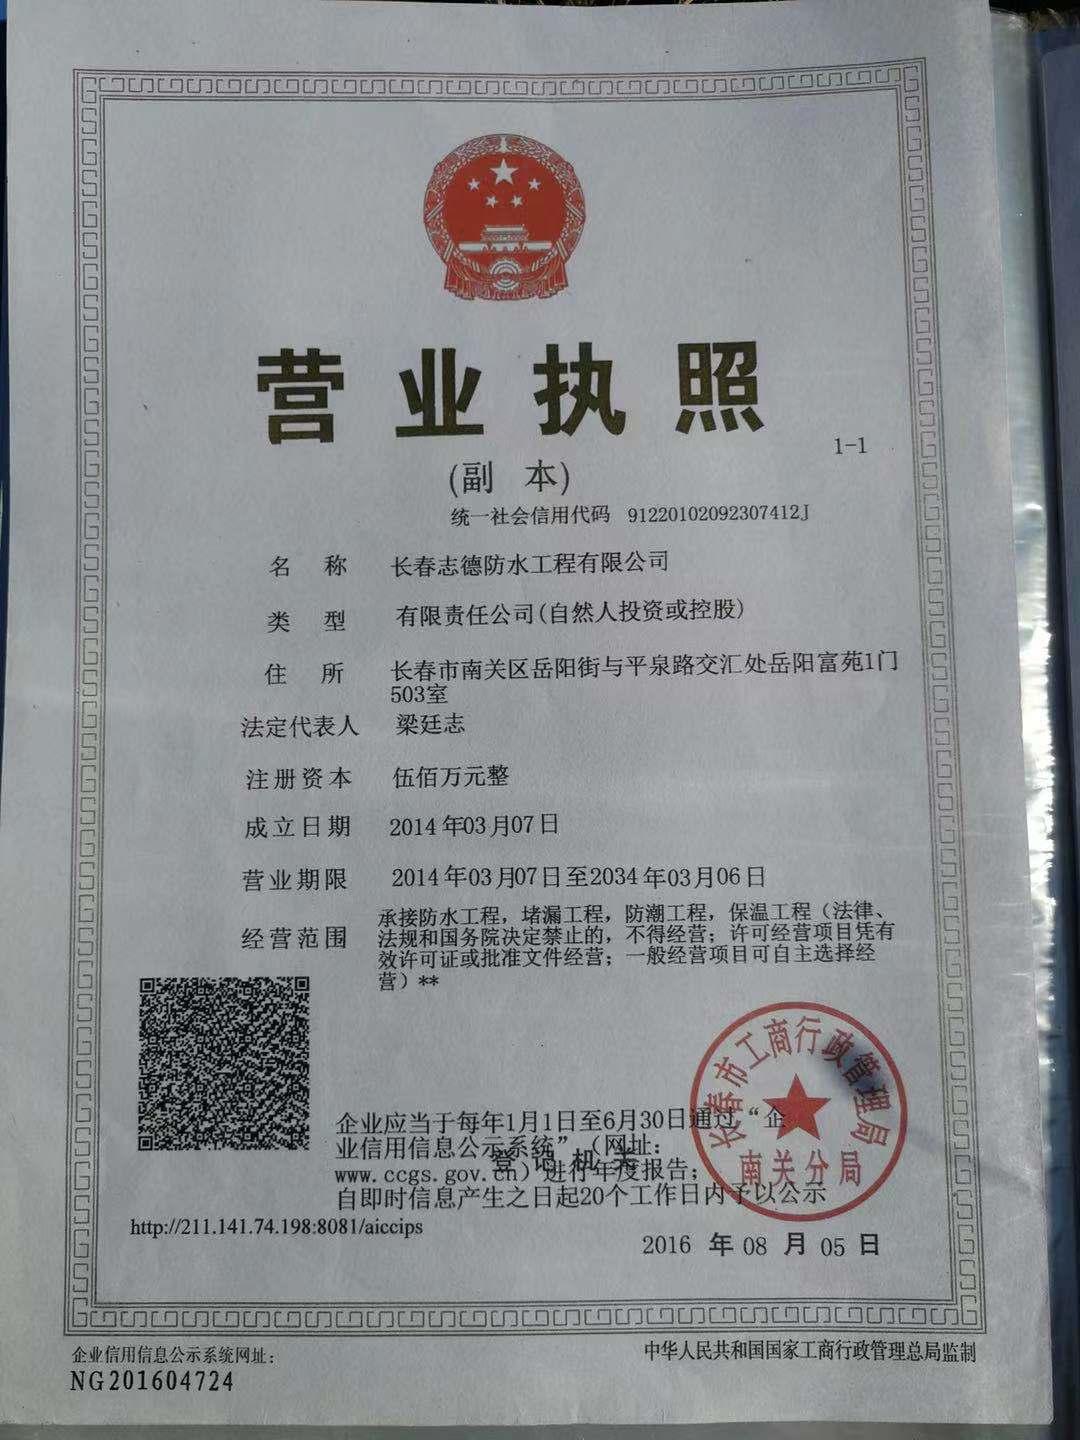 营业执照
1-1
(副 本)
统一社会信用代码 91220102092307412J
名 称 长春志德防水工程有限公司
类 型 有限责任公司(自然人投资或控股)
住 所 长春市南关区岳阳街与平泉路交汇处岳阳富苑1门
503室
法定代表人 梁廷志
注册资本 伍佰万元整
成立日期 2014年03月07日
营业期限 2014年03月07日至2034年03月06日
经营范围 承接防水工程，堵漏工程，防潮工程，保温工程（法律、
法规和国务院决定禁止的，不得经营；许可经营项目凭有
效许可证或批准文件经营；一般经营项目可自主选择经
营）**
长春市工商行政管理局
南关分局
企业应当于每年1月1日至6月30日通过“企
业信用信息公示系统”（网址：
登记机关
www.ccgs.gov.cn）进行年度报告；
自即时信息产生之日起20个工作日内予以公示
http://211.141.74.198:8081/aiccips
2016 年 08 月 05 日
企业信用信息公示系统网址：
中华人民共和国国家工商行政管理总局监制
NG201604724